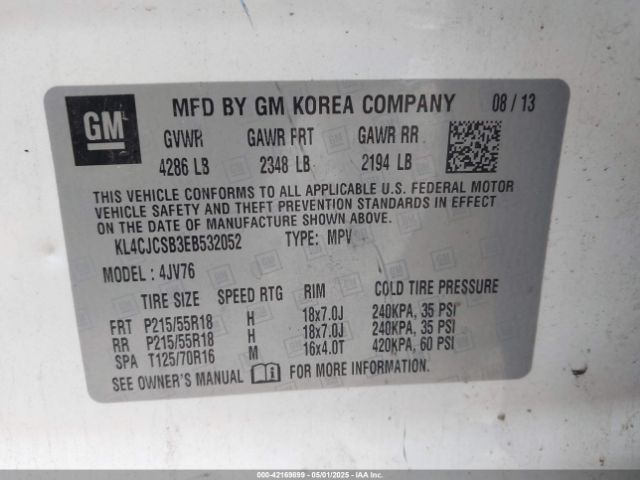 GM
MFD BY GM KOREA COMPANY 08 / 13
GVWR GAWR FRT GAWR RR
4286 LB 2348 LB 2194 LB
THIS VEHICLE CONFORMS TO ALL APPLICABLE U.S. FEDERAL MOTOR
VEHICLE SAFETY AND THEFT PREVENTION STANDARDS IN EFFECT
ON THE DATE OF MANUFACTURE SHOWN ABOVE.
KL4CJCSB3EB532052 TYPE: MPV
MODEL : 4JV76
TIRE SIZE SPEED RTG RIM COLD TIRE PRESSURE
FRT P215/55R18 H 18x7.0J 240KPA, 35 PSI
RR P215/55R18 H 18x7.0J 240KPA, 35 PSI
SPA T125/70R16 M 16x4.0T 420KPA, 60 PSI
SEE OWNER'S MANUAL FOR MORE INFORMATION.
000-42169899 - 05/01/2025 - IAAI.COM